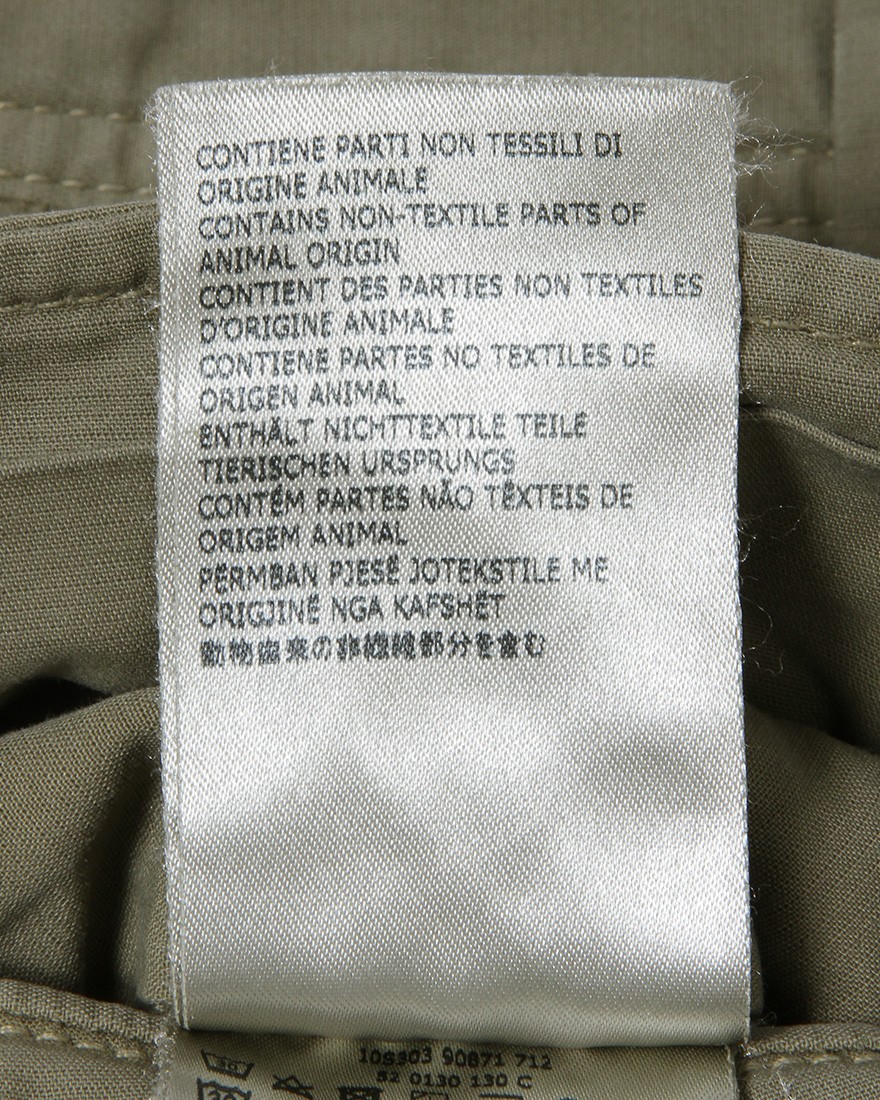 CONTIENE PARTI NON TESSILI DI
ORIGINE ANIMALE
CONTAINS NON-TEXTILE PARTS OF
ANIMAL ORIGIN
CONTIENT DES PARTIES NON TEXTILES
D'ORIGINE ANIMALE
CONTIENE PARTES NO TEXTILES DE
ORIGEN ANIMAL
ENTHÄLT NICHTTEXTILE TEILE
TIERISCHEN URSPRUNGS
CONTÉM PARTES NÃO TÊXTEIS DE
ORIGEM ANIMAL
PËRMBAN PJESË JOTEKSTILE ME
ORIGJINË NGA KAFSHËT
動物由来の非繊維部分を含む
10S303 90871 712
52 0130 130 C
30